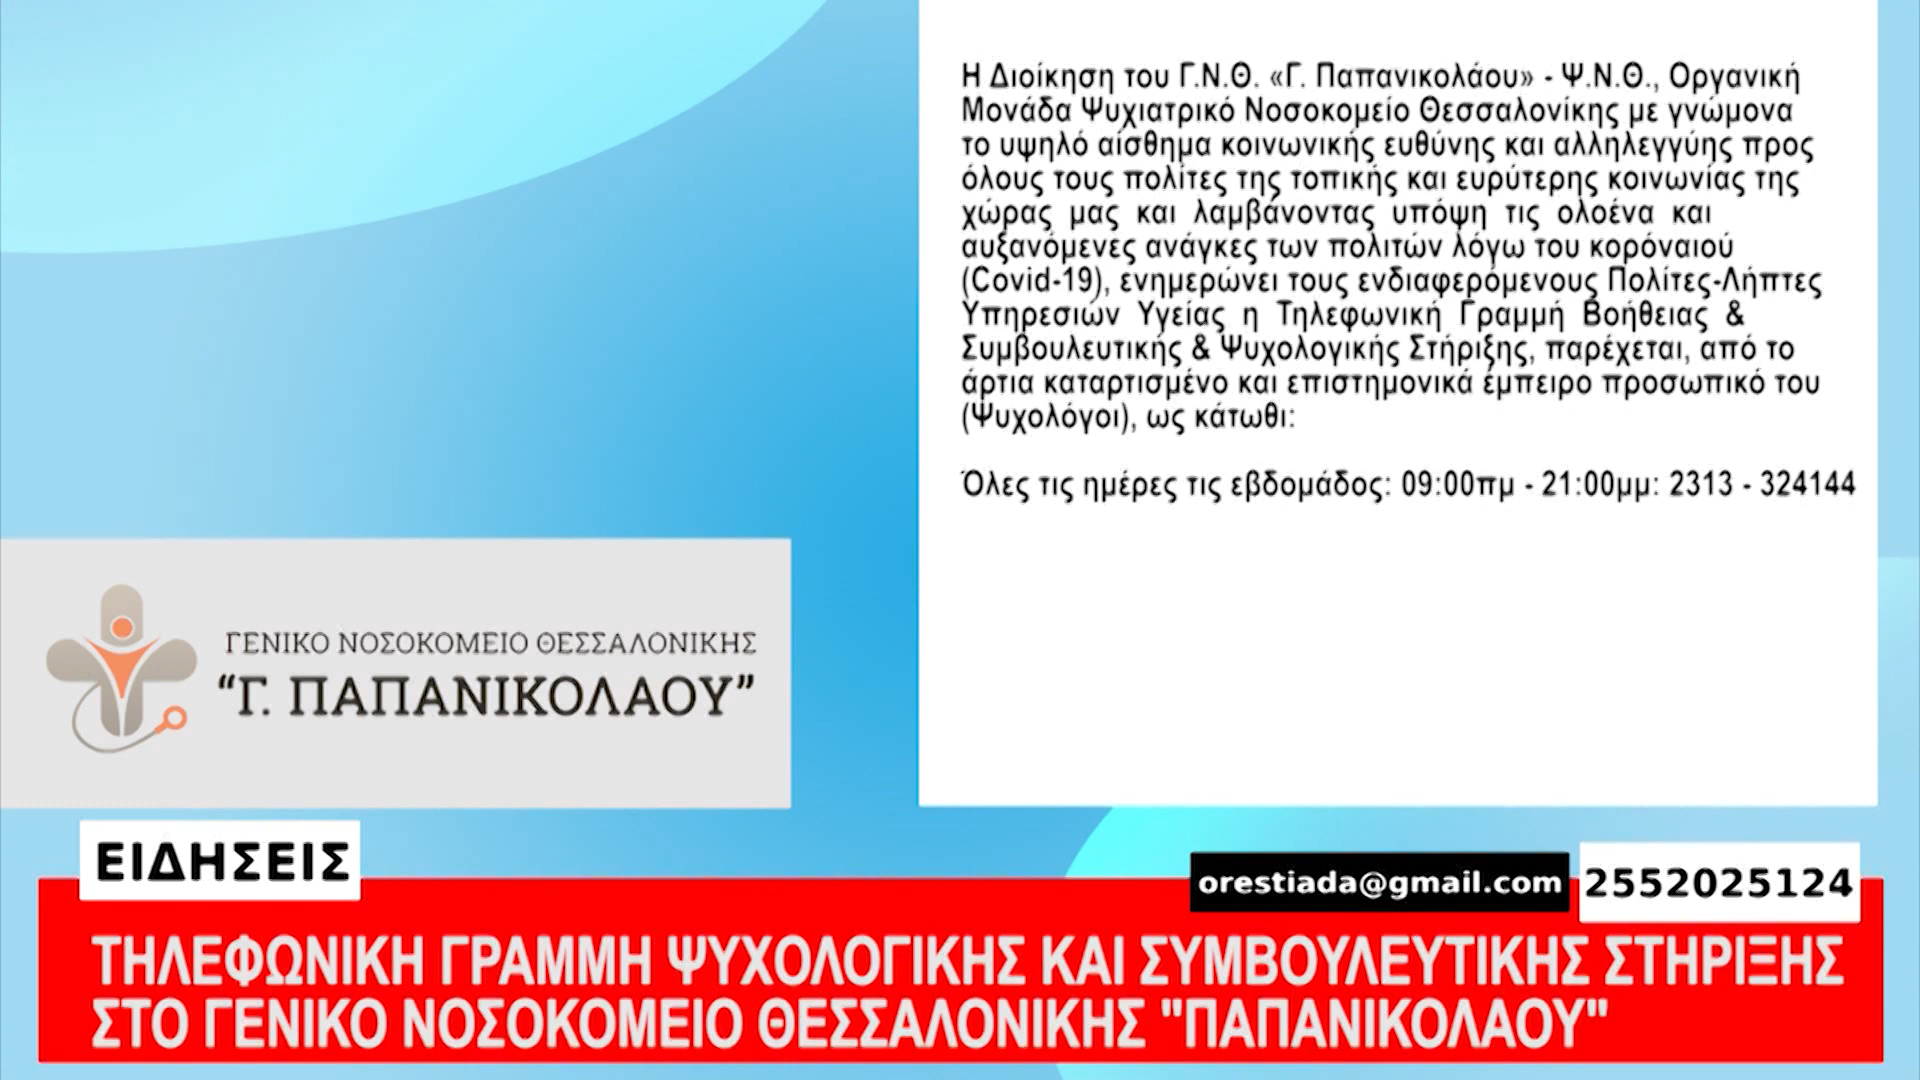 Η Διοίκηση του Γ.Ν.Θ. «Γ. Παπανικολάου» - Ψ.Ν.Θ., Οργανική
Μονάδα Ψυχιατρικό Νοσοκομείο Θεσσαλονίκης με γνώμονα
το υψηλό αίσθημα κοινωνικής ευθύνης και αλληλεγγύης προς
όλους τους πολίτες της τοπικής και ευρύτερης κοινωνίας της
χώρας μας και λαμβάνοντας υπόψη τις ολοένα και
αυξανόμενες ανάγκες των πολιτών λόγω του κορόναιού
(Covid-19), ενημερώνει τους ενδιαφερόμενους Πολίτες-Λήπτες
Υπηρεσιών Υγείας η Τηλεφωνική Γραμμή Βοήθειας &
Συμβουλευτικής & Ψυχολογικής Στήριξης, παρέχεται, από το
άρτια καταρτισμένο και επιστημονικά έμπειρο προσωπικό του
(Ψυχολόγοι), ως κάτωθι:
Όλες τις ημέρες τις εβδομάδος: 09:00πμ - 21:00μμ: 2313 - 324144
ΓΕΝΙΚΟ ΝΟΣΟΚΟΜΕΙΟ ΘΕΣΣΑΛΟΝΙΚΗΣ
“Γ. ΠΑΠΑΝΙΚΟΛΑΟΥ”
ΕΙΔΗΣΕΙΣ
orestiada@gmail.com
2552025124
ΤΗΛΕΦΩΝΙΚΗ ΓΡΑΜΜΗ ΨΥΧΟΛΟΓΙΚΗΣ ΚΑΙ ΣΥΜΒΟΥΛΕΥΤΙΚΗΣ ΣΤΗΡΙΞΗΣ
ΣΤΟ ΓΕΝΙΚΟ ΝΟΣΟΚΟΜΕΙΟ ΘΕΣΣΑΛΟΝΙΚΗΣ "ΠΑΠΑΝΙΚΟΛΑΟΥ"